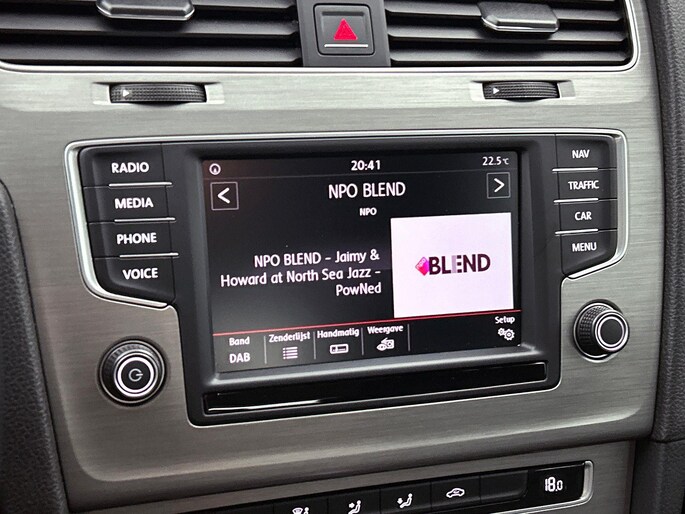 RADIO
MEDIA
PHONE
VOICE
20:41
22.5°C
NPO BLEND
NPO
NPO BLEND - Jaimy &
Howard at North Sea Jazz -
PowNed
BLEND
Band
DAB
Zenderlijst
Handmatig
Weergave
Setup
NAV
TRAFFIC
CAR
MENU
18.0